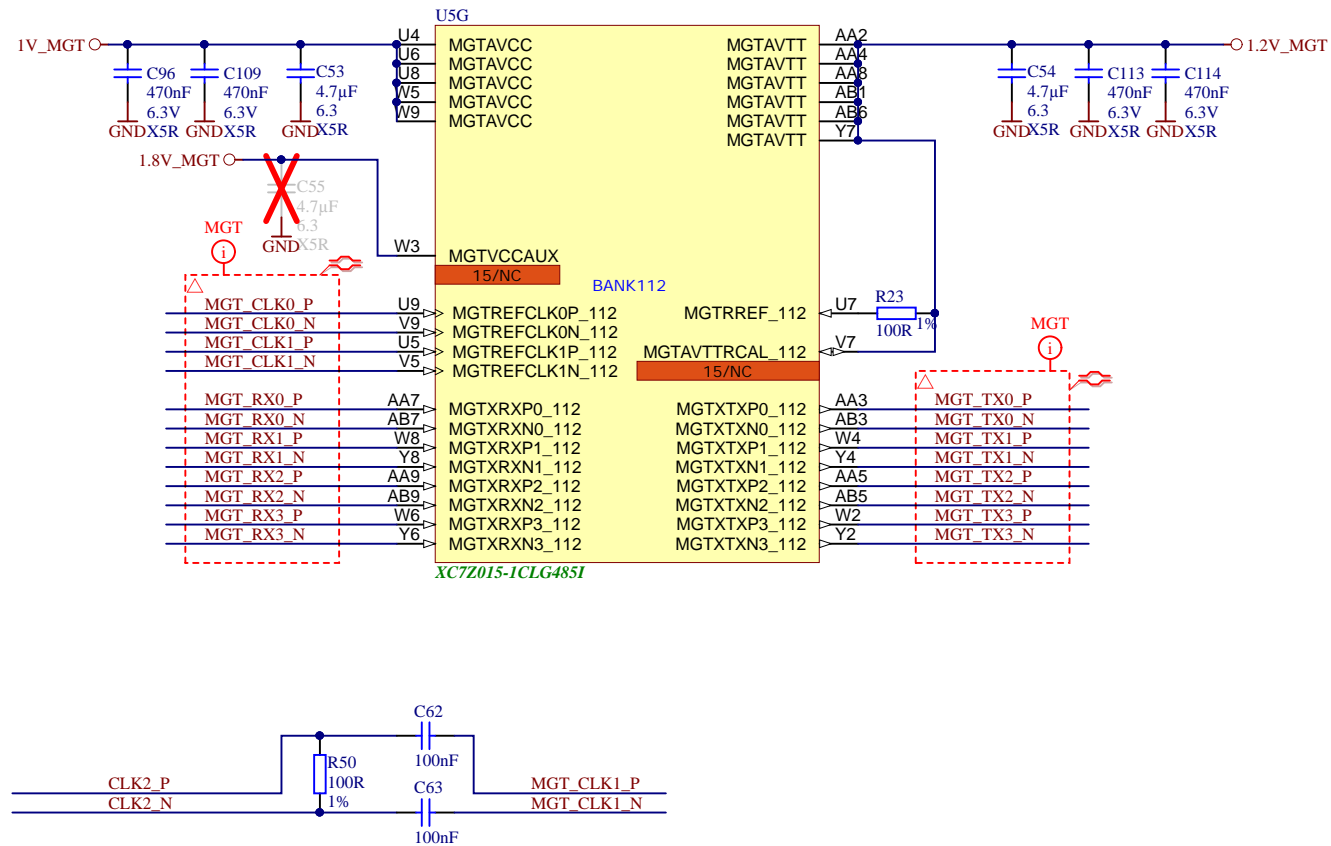 U5G
1V_MGT
C96
470nF
6.3V
X5R
GND
C109
470nF
6.3V
X5R
GND
C53
4.7µF
6.3
X5R
GND
U4 MGTAVCC
U6 MGTAVCC
U8 MGTAVCC
W5 MGTAVCC
W9 MGTAVCC
MGTAVTT AA2
MGTAVTT AA4
MGTAVTT AA8
MGTAVTT AB1
MGTAVTT AB6
MGTAVTT Y7
1.2V_MGT
C54
4.7µF
6.3
X5R
GND
C113
470nF
6.3V
X5R
GND
C114
470nF
6.3V
X5R
GND
1.8V_MGT
C55
4.7µF
6.3
X5R
GND
W3 MGTVCCAUX
15/NC
BANK112
MGT
i
MGT_CLK0_P U9 MGTREFCLK0P_112
MGT_CLK0_N V9 MGTREFCLK0N_112
MGT_CLK1_P U5 MGTREFCLK1P_112
MGT_CLK1_N V5 MGTREFCLK1N_112
MGTRREF_112 U7
R23
100R
1%
MGTAVTTRCAL_112 V7
15/NC
MGT
i
MGT_RX0_P AA7 MGTXRXP0_112
MGT_RX0_N AB7 MGTXRXN0_112
MGT_RX1_P W8 MGTXRXP1_112
MGT_RX1_N Y8 MGTXRXN1_112
MGT_RX2_P AA9 MGTXRXP2_112
MGT_RX2_N AB9 MGTXRXN2_112
MGT_RX3_P W6 MGTXRXP3_112
MGT_RX3_N Y6 MGTXRXN3_112
MGTXTXP0_112 AA3 MGT_TX0_P
MGTXTXN0_112 AB3 MGT_TX0_N
MGTXTXP1_112 W4 MGT_TX1_P
MGTXTXN1_112 Y4 MGT_TX1_N
MGTXTXP2_112 AA5 MGT_TX2_P
MGTXTXN2_112 AB5 MGT_TX2_N
MGTXTXP3_112 W2 MGT_TX3_P
MGTXTXN3_112 Y2 MGT_TX3_N
XC7Z015-1CLG485I
C62
100nF
R50
100R
1%
CLK2_P
CLK2_N
C63
100nF
MGT_CLK1_P
MGT_CLK1_N